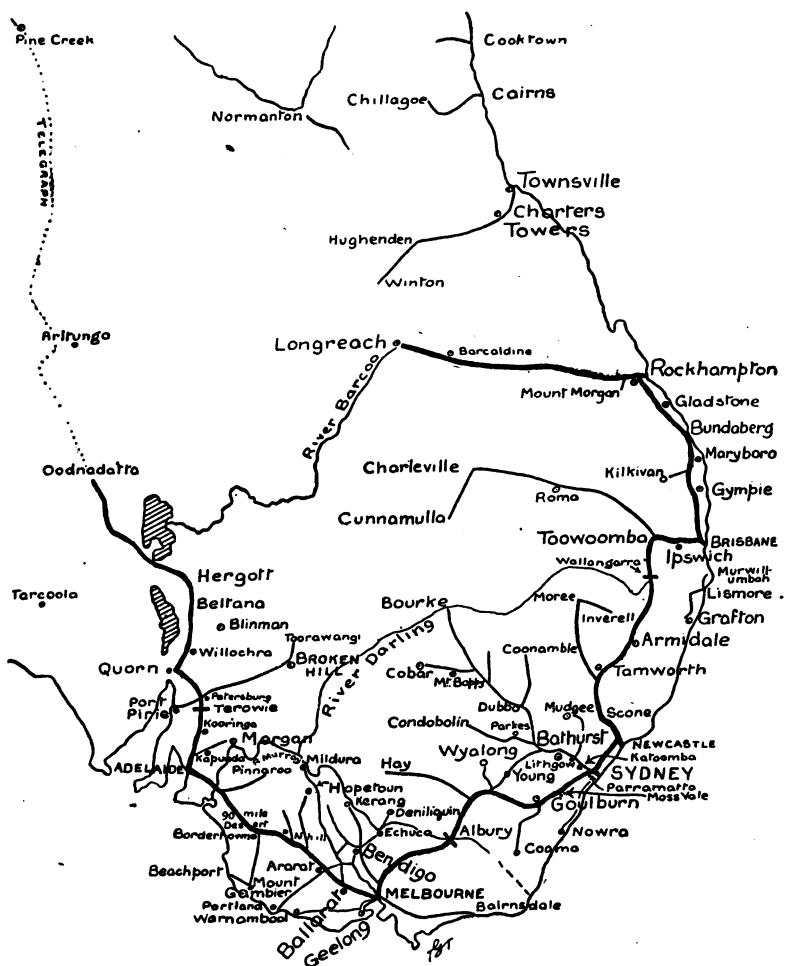 Pine Creek
Cooktown
Cairns
Chillagoe
Normanton
TELEGRAPH
Townsville
Charters
Towers
Hughenden
Winton
Arltunga
Longreach
Barcaldine
Rockhampton
Mount Morgan
Gladstone
River Barcoo
Bundaberg
Maryboro
Oodnadatta
Charleville
Kilkivan
Gympie
Roma
Cunnamulla
Toowoomba
BRISBANE
Ipswich
Wallangarra
Hergott
Murwill-
umbah
Tarcoola
Beltana
Bourke
Moree
Lismore
Blinman
Inverell
Grafton
Toorawangi
River Darling
Armidale
Willochra
BROKEN
HILL
Coonamble
Quorn
Cobar
Mt. Bopps
Tamworth
Petersburg
Port
Pirie
Terowie
Dubbo
Mudgee
Scone
Kooringa
Condobolin
Parkes
Morgan
Bathurst
NEWCASTLE
Wyalong
Katoomba
Kapunda
Murray
Mildura
Hay
Lithgow
ADELAIDE
Pinnaroo
Young
SYDNEY
Hopetoun
Parramatta
Kerang
Goulburn
Moss Vale
90 mile
Desert
Deniliquin
Bordertown
Nhill
Echuca
Albury
Nowra
Cooma
Bendigo
Beachport
Ararat
Mount
Gambier
MELBOURNE
Portland
Ballarat
Bairnsdale
Warnambool
Geelong